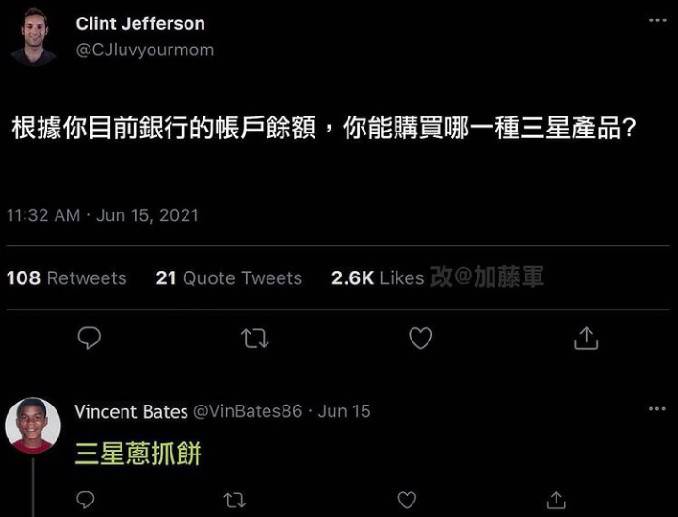 Clint Jefferson
@CJluvyourmom
根據你目前銀行的帳戶餘額，你能購買哪一種三星產品?
11:32 AM · Jun 15, 2021
108 Retweets 21 Quote Tweets 2.6K Likes 改@加藤軍
Vincent Bates @VinBates86 · Jun 15
三星蔥抓餅